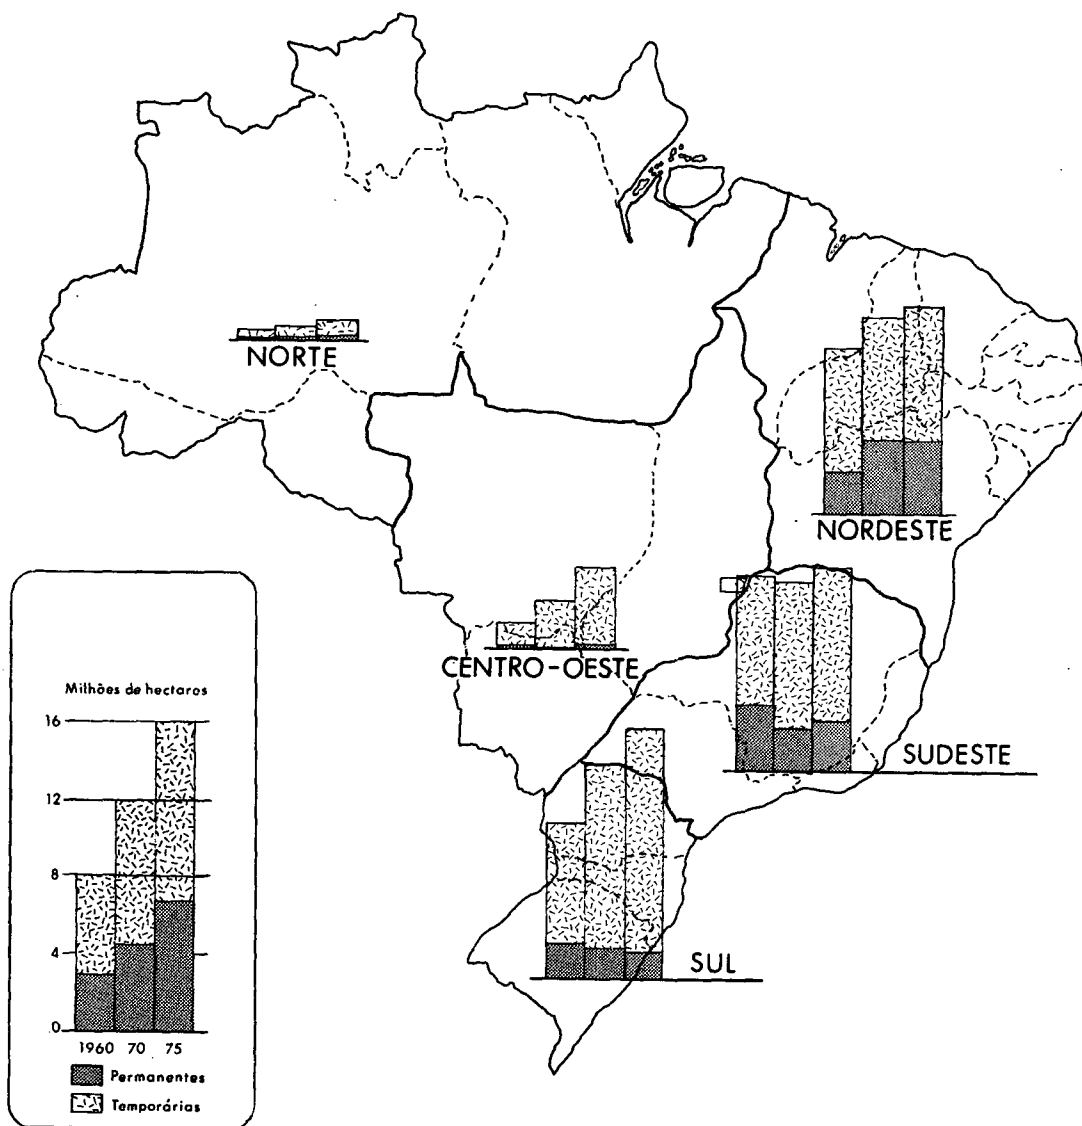 NORTE
NORDESTE
CENTRO-OESTE
SUDESTE
SUL
Milhões de hectaros
16
12
8
4
0
1960 70 75
Permanentes
Temporárias